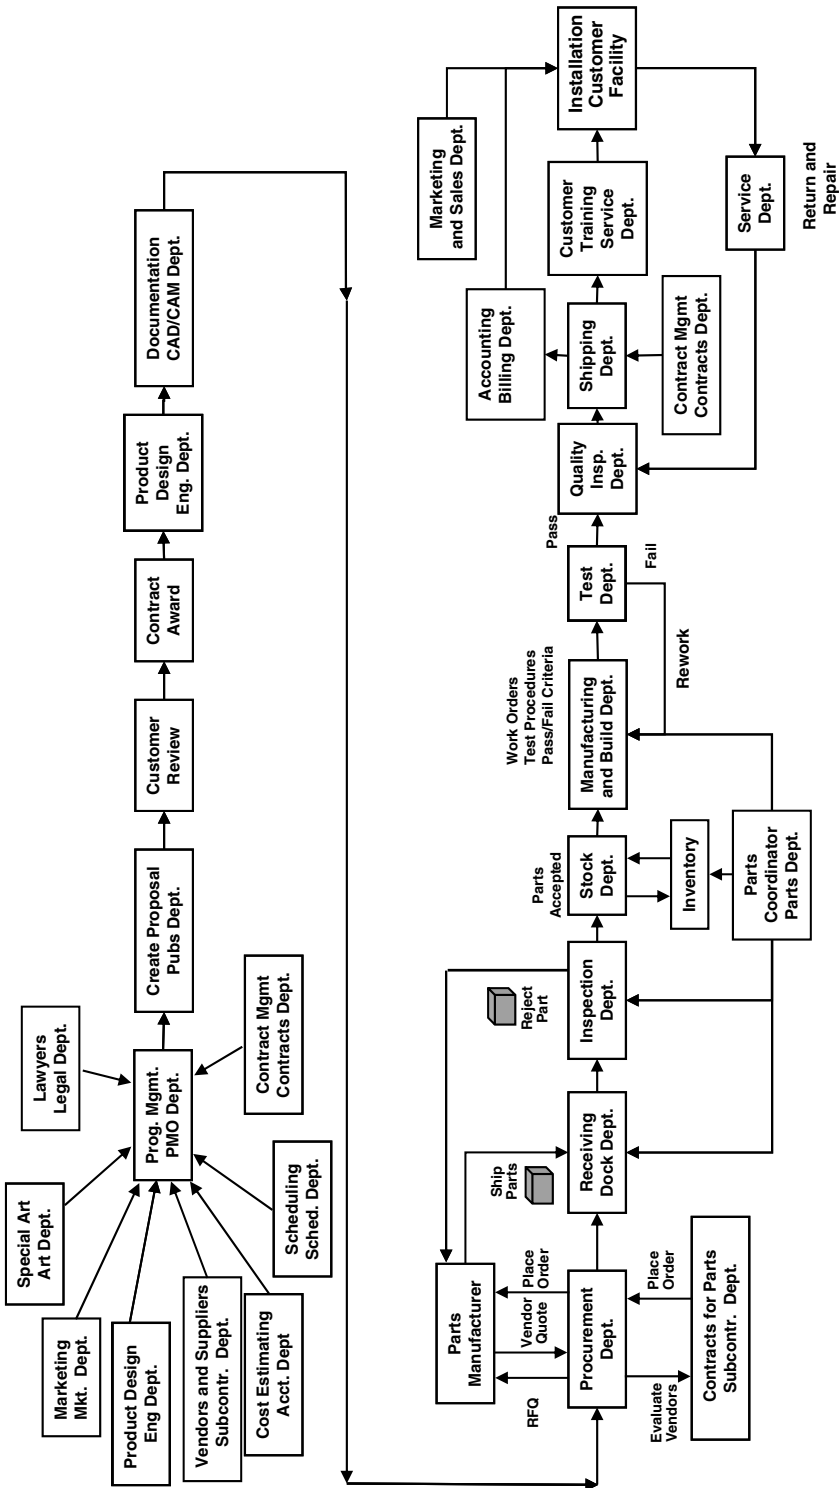 Marketing
Mkt. Dept.
Special Art
Art Dept.
Lawyers
Legal Dept.
Product Design
Eng Dept.
Vendors and Suppliers
Subcontr. Dept.
Cost Estimating
Acct. Dept
Scheduling
Sched. Dept.
Contract Mgmt
Contracts Dept.
Prog. Mgmt.
PMO Dept.
Create Proposal
Pubs Dept.
Customer
Review
Contract
Award
Product
Design
Eng. Dept.
Documentation
CAD/CAM Dept.
Parts
Manufacturer
RFQ
Vendor
Quote
Place
Order
Procurement
Dept.
Evaluate
Vendors
Place
Order
Contracts for Parts
Subcontr. Dept.
Ship
Parts
Receiving
Dock Dept.
Reject
Part
Inspection
Dept.
Parts
Accepted
Stock
Dept.
Inventory
Parts
Coordinator
Parts Dept.
Work Orders
Test Procedures
Pass/Fail Criteria
Manufacturing
and Build Dept.
Rework
Test
Dept.
Pass
Fail
Quality
Insp.
Dept.
Accounting
Billing Dept.
Shipping
Dept.
Contract Mgmt
Contracts Dept.
Marketing
and Sales Dept.
Customer
Training
Service
Dept.
Installation
Customer
Facility
Service
Dept.
Return and
Repair